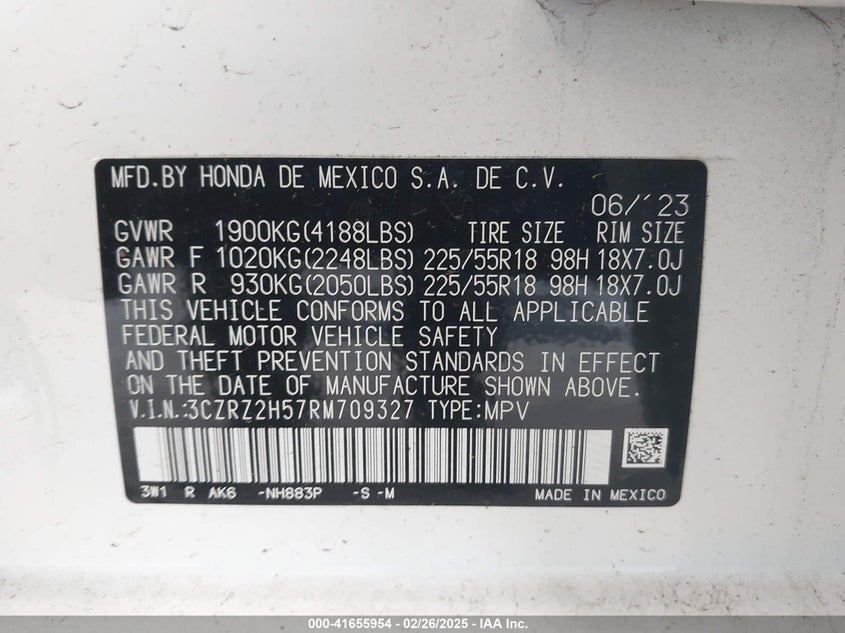 MFD.BY HONDA DE MEXICO S.A. DE C.V.
06/'23
GVWR 1900KG(4188LBS) TIRE SIZE RIM SIZE
GAWR F 1020KG(2248LBS) 225/55R18 98H 18X7.0J
GAWR R 930KG(2050LBS) 225/55R18 98H 18X7.0J
THIS VEHICLE CONFORMS TO ALL APPLICABLE
FEDERAL MOTOR VEHICLE SAFETY
AND THEFT PREVENTION STANDARDS IN EFFECT
ON THE DATE OF MANUFACTURE SHOWN ABOVE.
V.I.N.:3CZRZ2H57RM709327 TYPE:MPV
3W1 R AK6 -NH883P -S -M MADE IN MEXICO
000-41655954 - 02/26/2025 - IAA Inc.